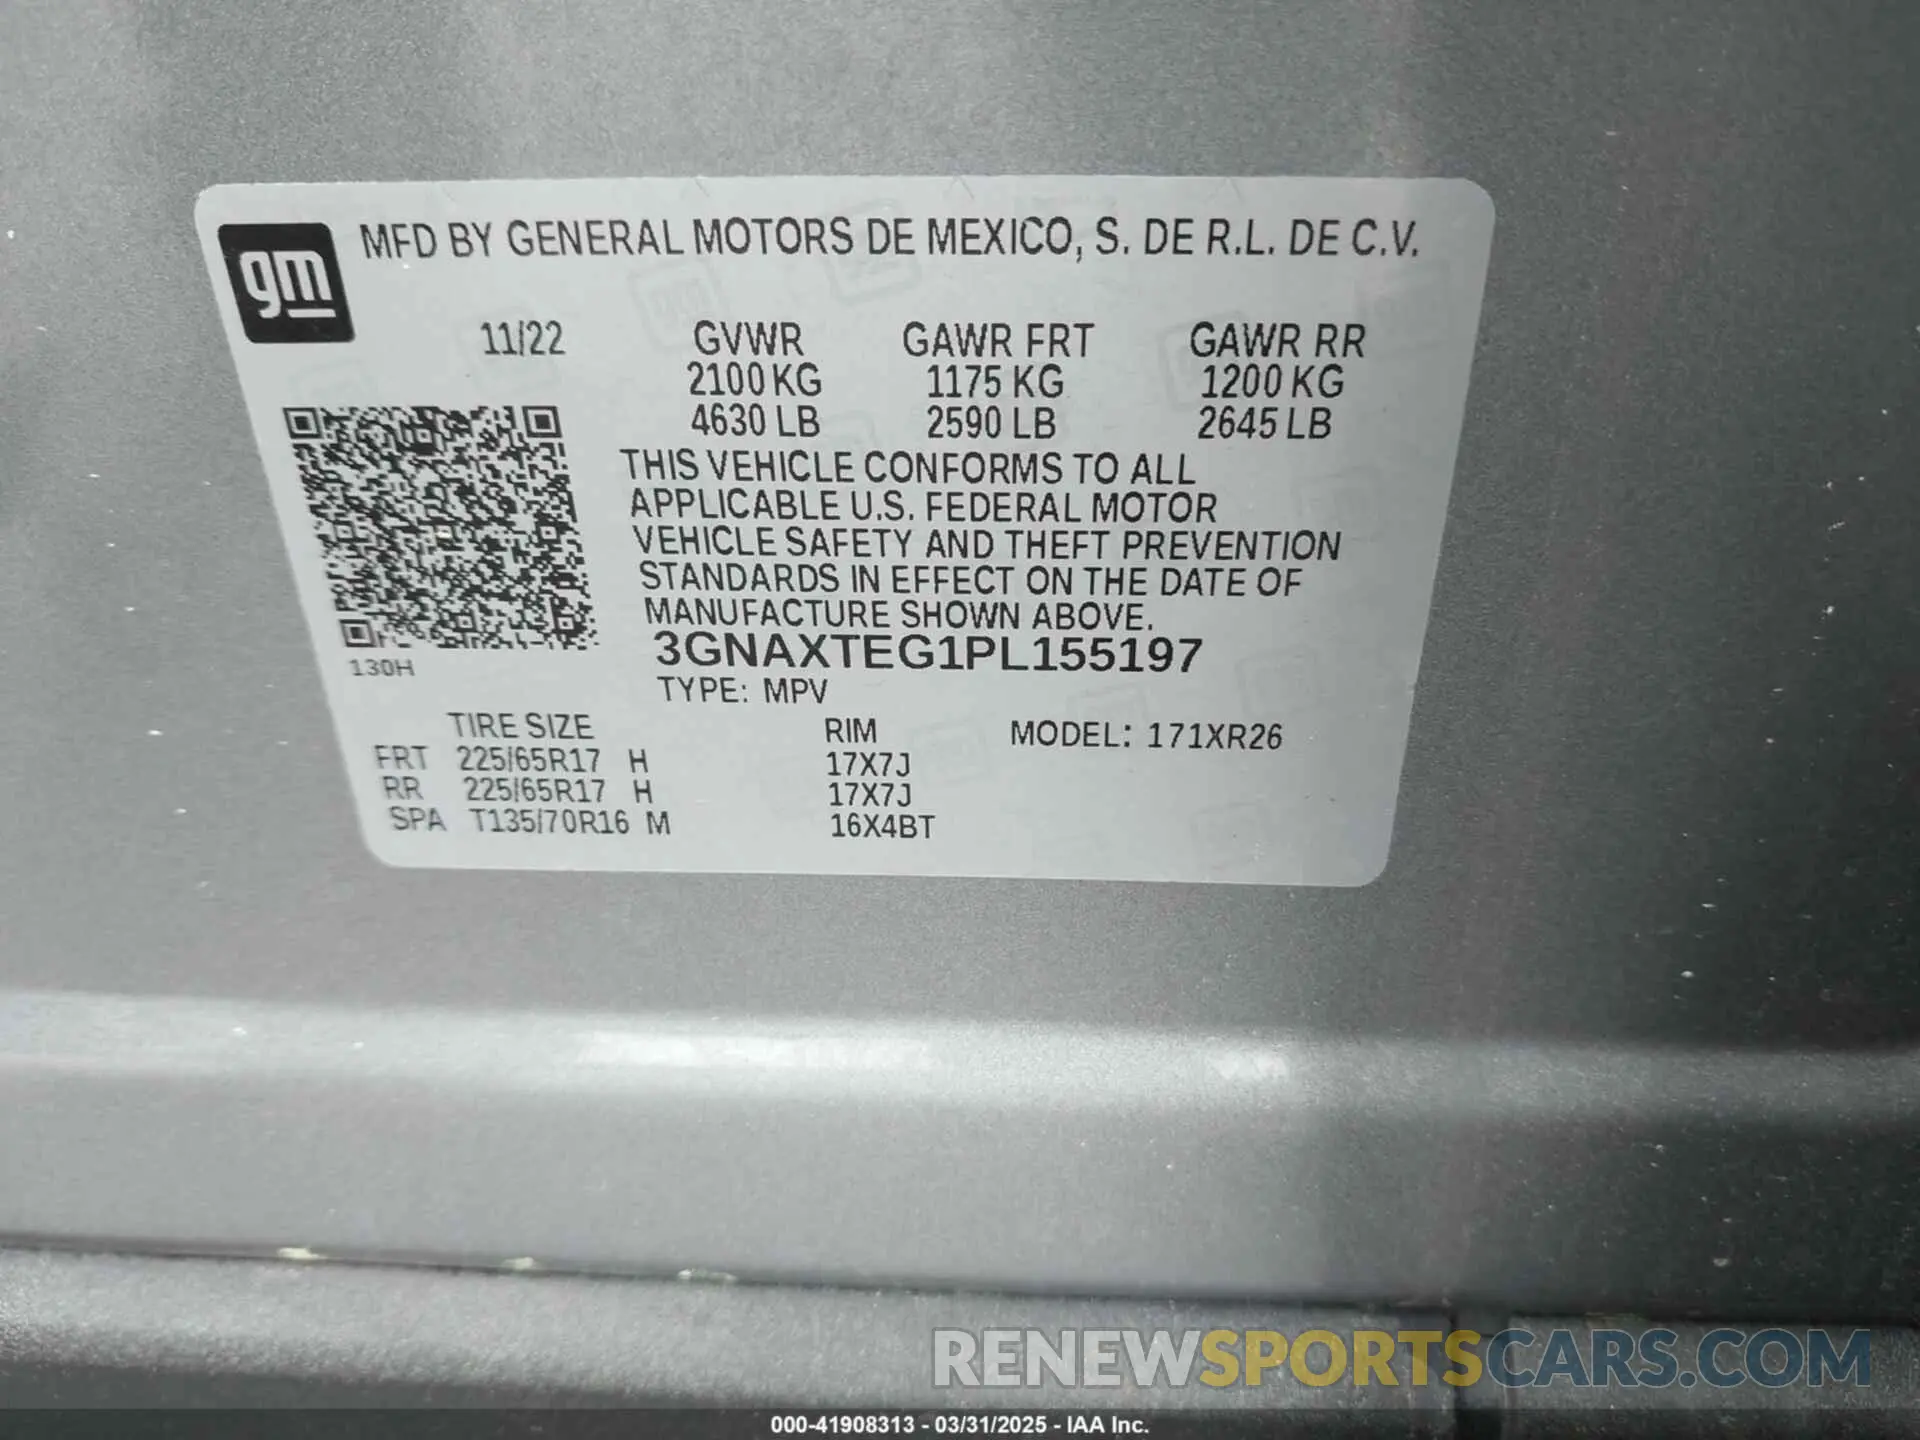 gm
MFD BY GENERAL MOTORS DE MEXICO, S. DE R.L. DE C.V.
11/22 GVWR GAWR FRT GAWR RR
2100 KG 1175 KG 1200 KG
4630 LB 2590 LB 2645 LB
THIS VEHICLE CONFORMS TO ALL
APPLICABLE U.S. FEDERAL MOTOR
VEHICLE SAFETY AND THEFT PREVENTION
STANDARDS IN EFFECT ON THE DATE OF
MANUFACTURE SHOWN ABOVE.
130H
3GNAXTEG1PL155197
TYPE: MPV
TIRE SIZE RIM MODEL: 171XR26
FRT 225/65R17 H 17X7J
RR 225/65R17 H 17X7J
SPA T135/70R16 M 16X4BT
RENEWSPORTSCARS.COM
000-41908313 - 03/31/2025 - IAA Inc.